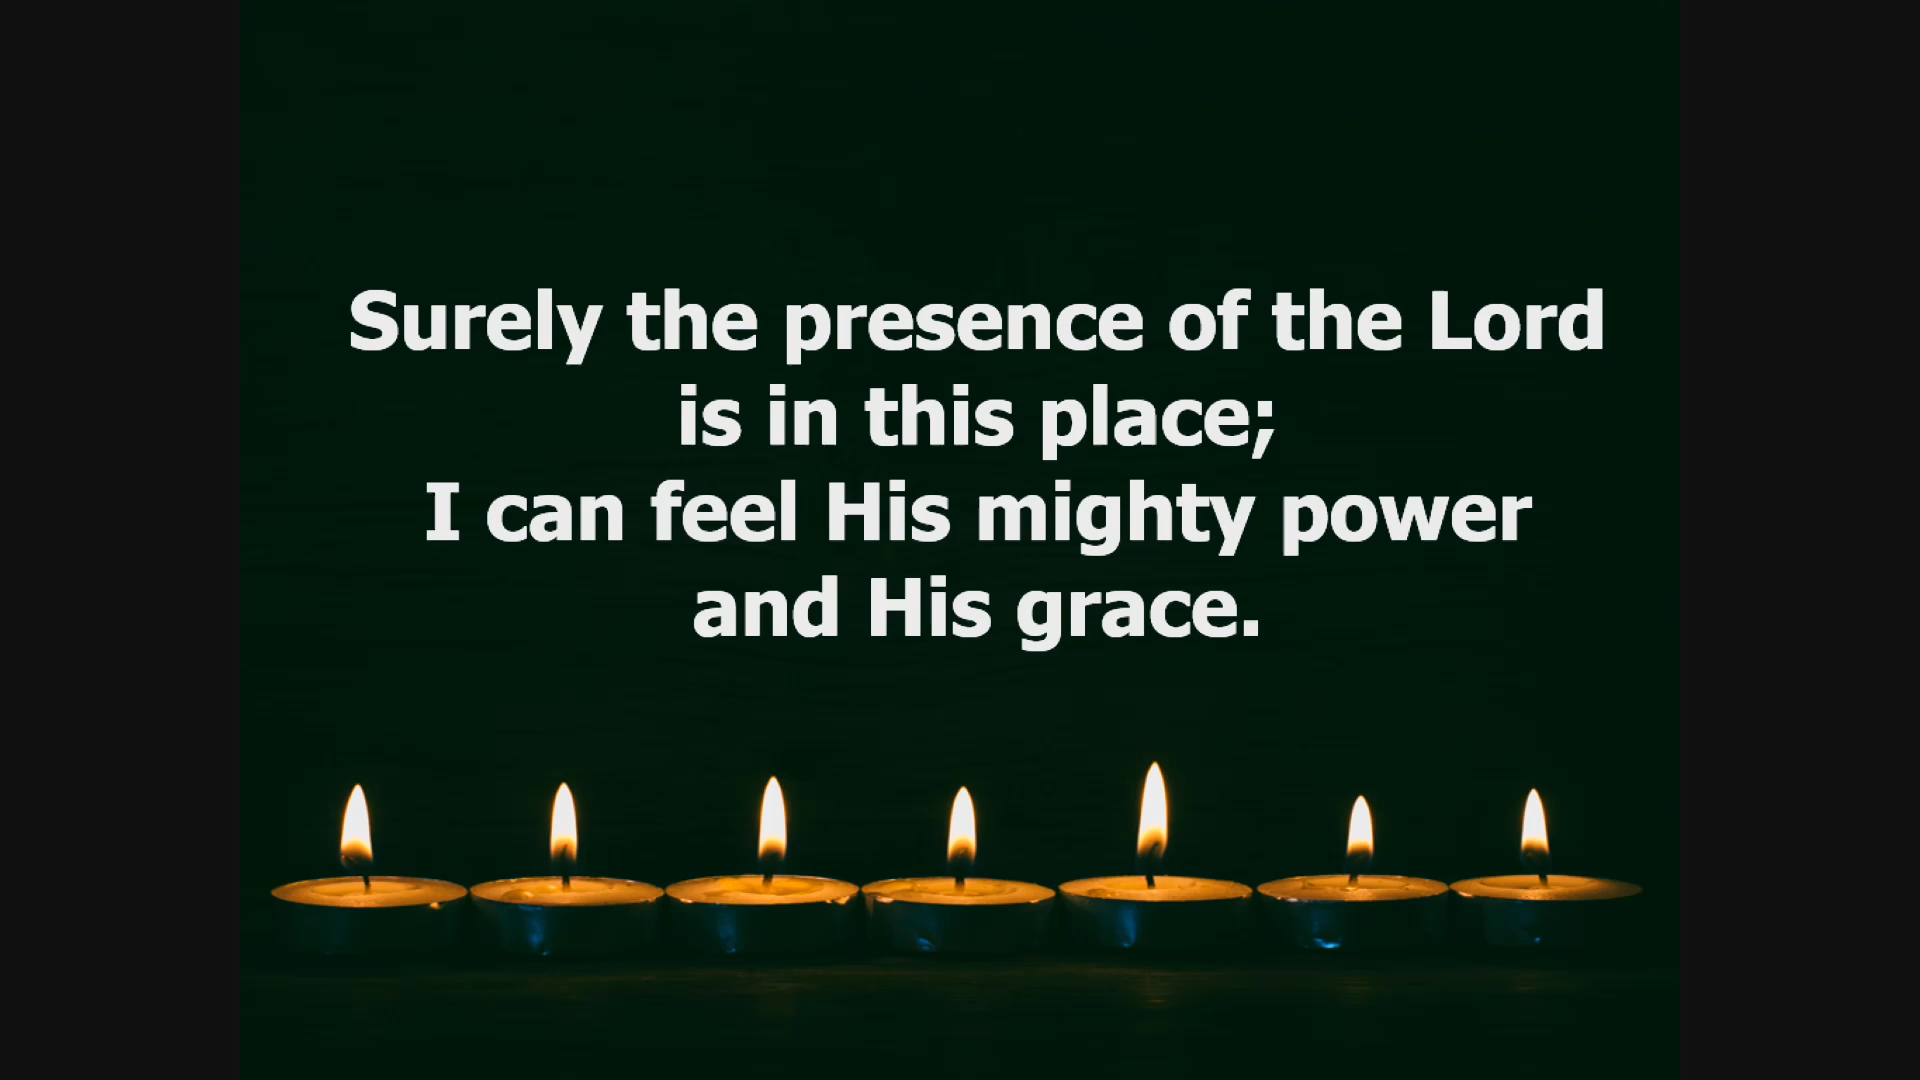 Surely the presence of the Lord
is in this place;
I can feel His mighty power
and His grace.